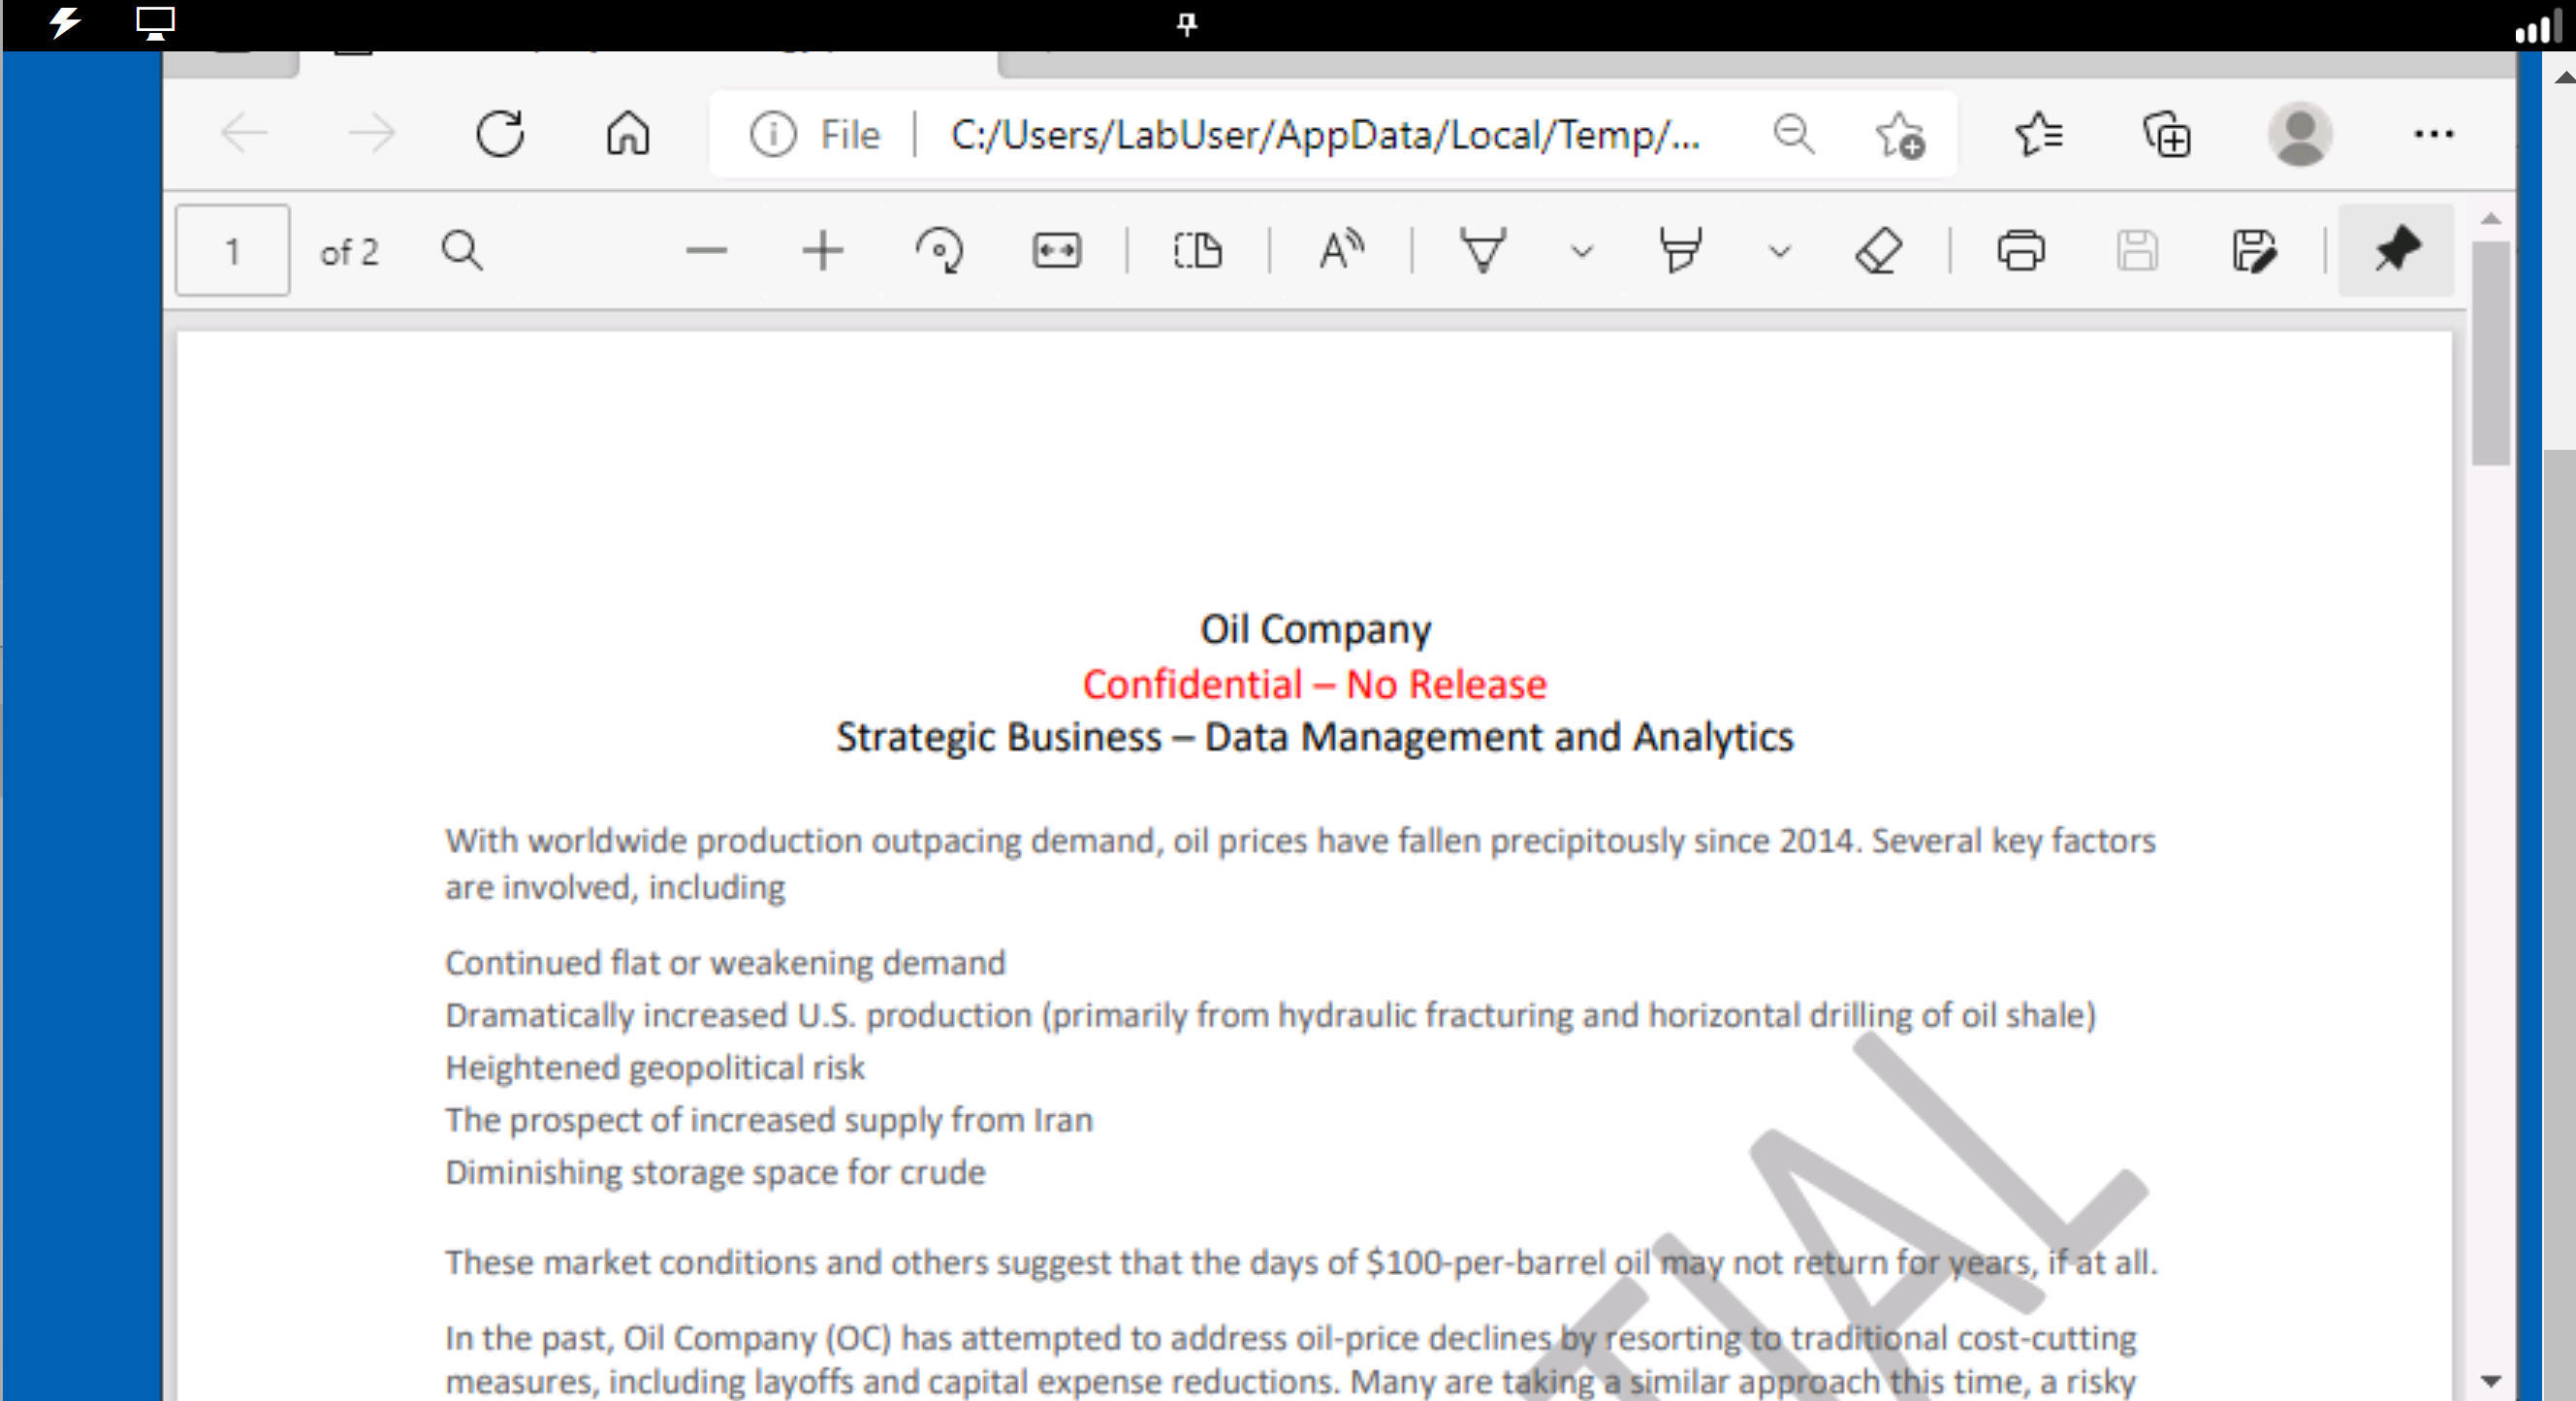 File
C:/Users/LabUser/AppData/Local/Temp/...
1 of 2
Oil Company
Confidential – No Release
Strategic Business – Data Management and Analytics
With worldwide production outpacing demand, oil prices have fallen precipitously since 2014. Several key factors
are involved, including
Continued flat or weakening demand
Dramatically increased U.S. production (primarily from hydraulic fracturing and horizontal drilling of oil shale)
Heightened geopolitical risk
The prospect of increased supply from Iran
Diminishing storage space for crude
These market conditions and others suggest that the days of $100-per-barrel oil may not return for years, if at all.
In the past, Oil Company (OC) has attempted to address oil-price declines by resorting to traditional cost-cutting
measures, including layoffs and capital expense reductions. Many are taking a similar approach this time, a risky
TIAL